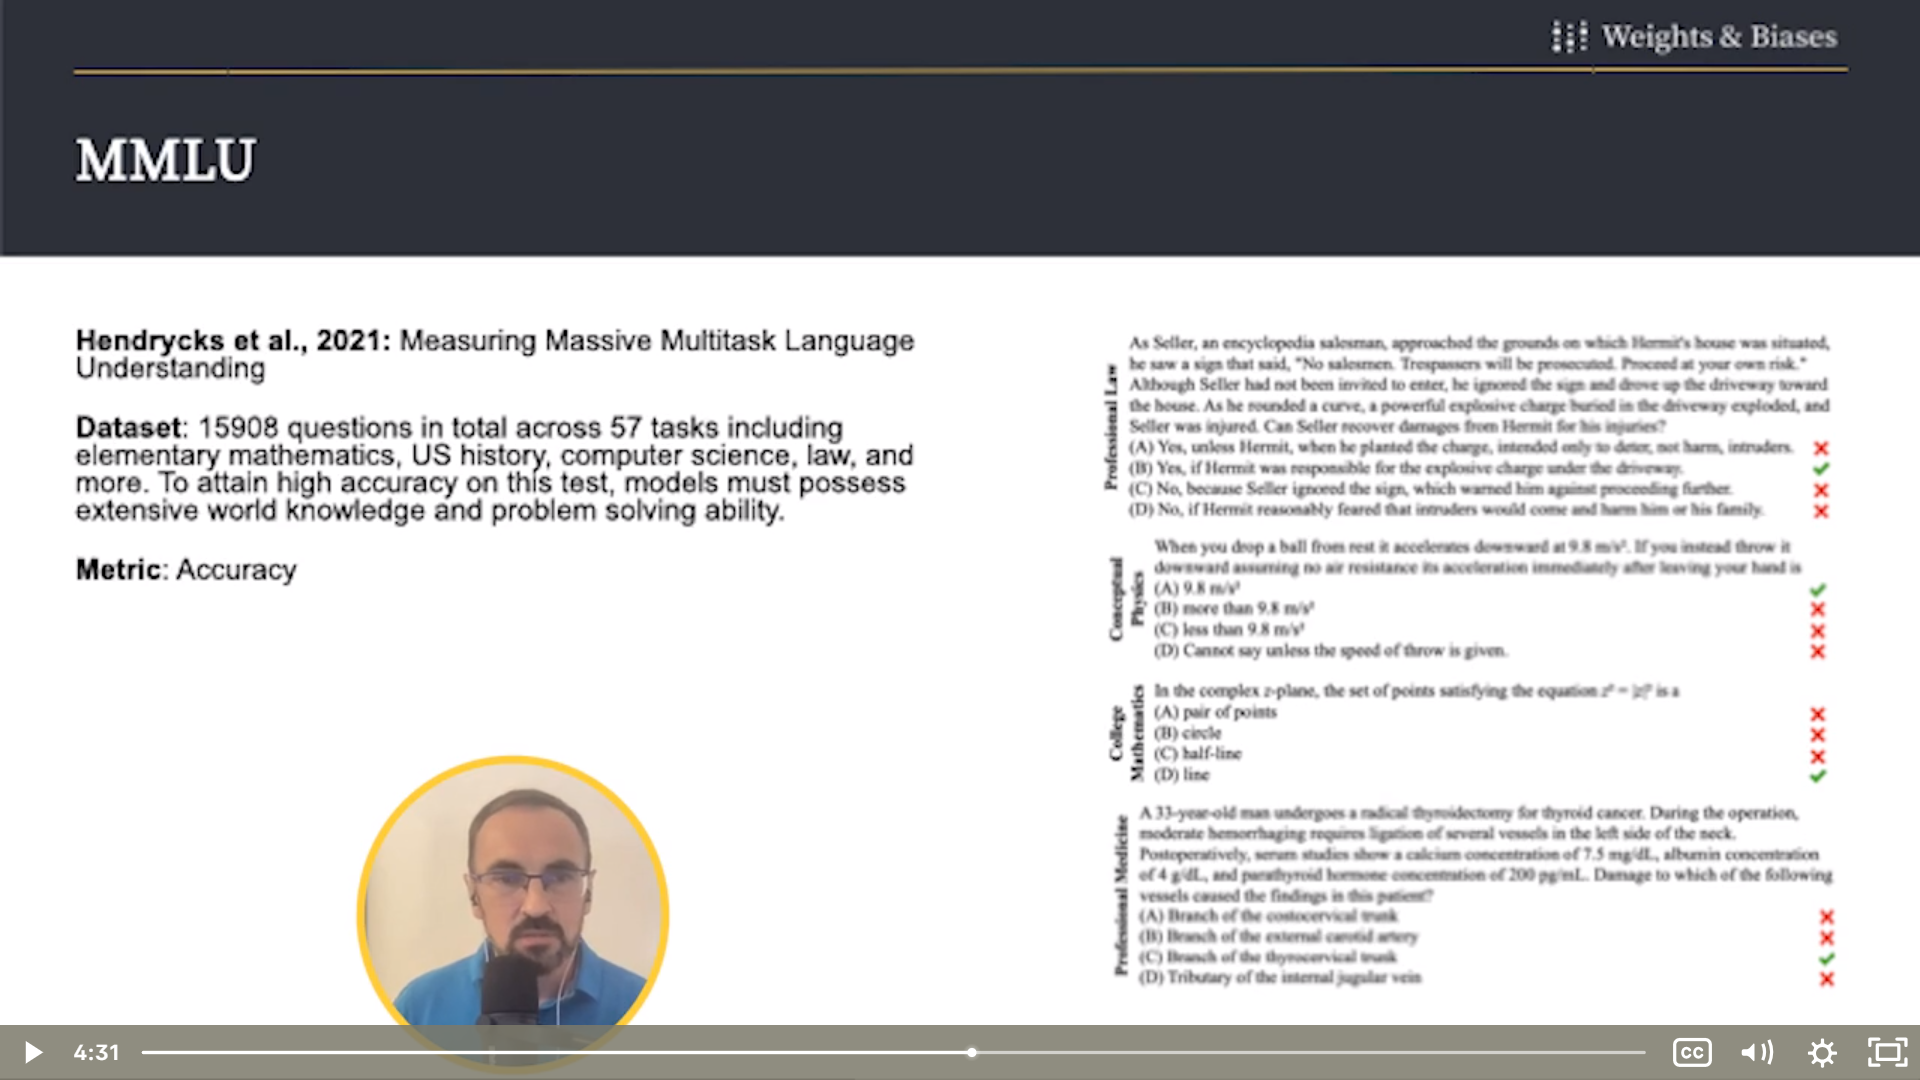 Weights & Biases
MMLU
Hendrycks et al., 2021: Measuring Massive Multitask Language
Understanding
Dataset: 15908 questions in total across 57 tasks including
elementary mathematics, US history, computer science, law, and
more. To attain high accuracy on this test, models must possess
extensive world knowledge and problem solving ability.
Metric: Accuracy
Professional Law
As Seller, an encyclopedia salesman, approached the grounds on which Hermit's house was situated,
he saw a sign that said, "No salesmen. Trespassers will be prosecuted. Proceed at your own risk."
Although Seller had not been invited to enter, he ignored the sign and drove up the driveway toward
the house. As he rounded a curve, a powerful explosive charge buried in the driveway exploded, and
Seller was injured. Can Seller recover damages from Hermit for his injuries?
(A) Yes, unless Hermit, when he planted the charge, intended only to deter, not harm, intruders.
(B) Yes, if Hermit was responsible for the explosive charge under the driveway.
(C) No, because Seller ignored the sign, which warned him against proceeding further.
(D) No, if Hermit reasonably feared that intruders would come and harm him or his family.
Conceptual
Physics
When you drop a ball from rest it accelerates downward at 9.8 m/s². If you instead throw it
downward assuming no air resistance its acceleration immediately after leaving your hand is
(A) 9.8 m/s²
(B) more than 9.8 m/s²
(C) less than 9.8 m/s²
(D) Cannot say unless the speed of throw is given.
College
Mathematics
In the complex z-plane, the set of points satisfying the equation z² = |z|² is a
(A) pair of points
(B) circle
(C) half-line
(D) line
Professional Medicine
A 33-year-old man undergoes a radical thyroidectomy for thyroid cancer. During the operation,
moderate hemorrhaging requires ligation of several vessels in the left side of the neck.
Postoperatively, serum studies show a calcium concentration of 7.5 mg/dL, albumin concentration
of 4 g/dL, and parathyroid hormone concentration of 200 pg/mL. Damage to which of the following
vessels caused the findings in this patient?
(A) Branch of the costocervical trunk
(B) Branch of the external carotid artery
(C) Branch of the thyrocervical trunk
(D) Tributary of the internal jugular vein
4:31
CC